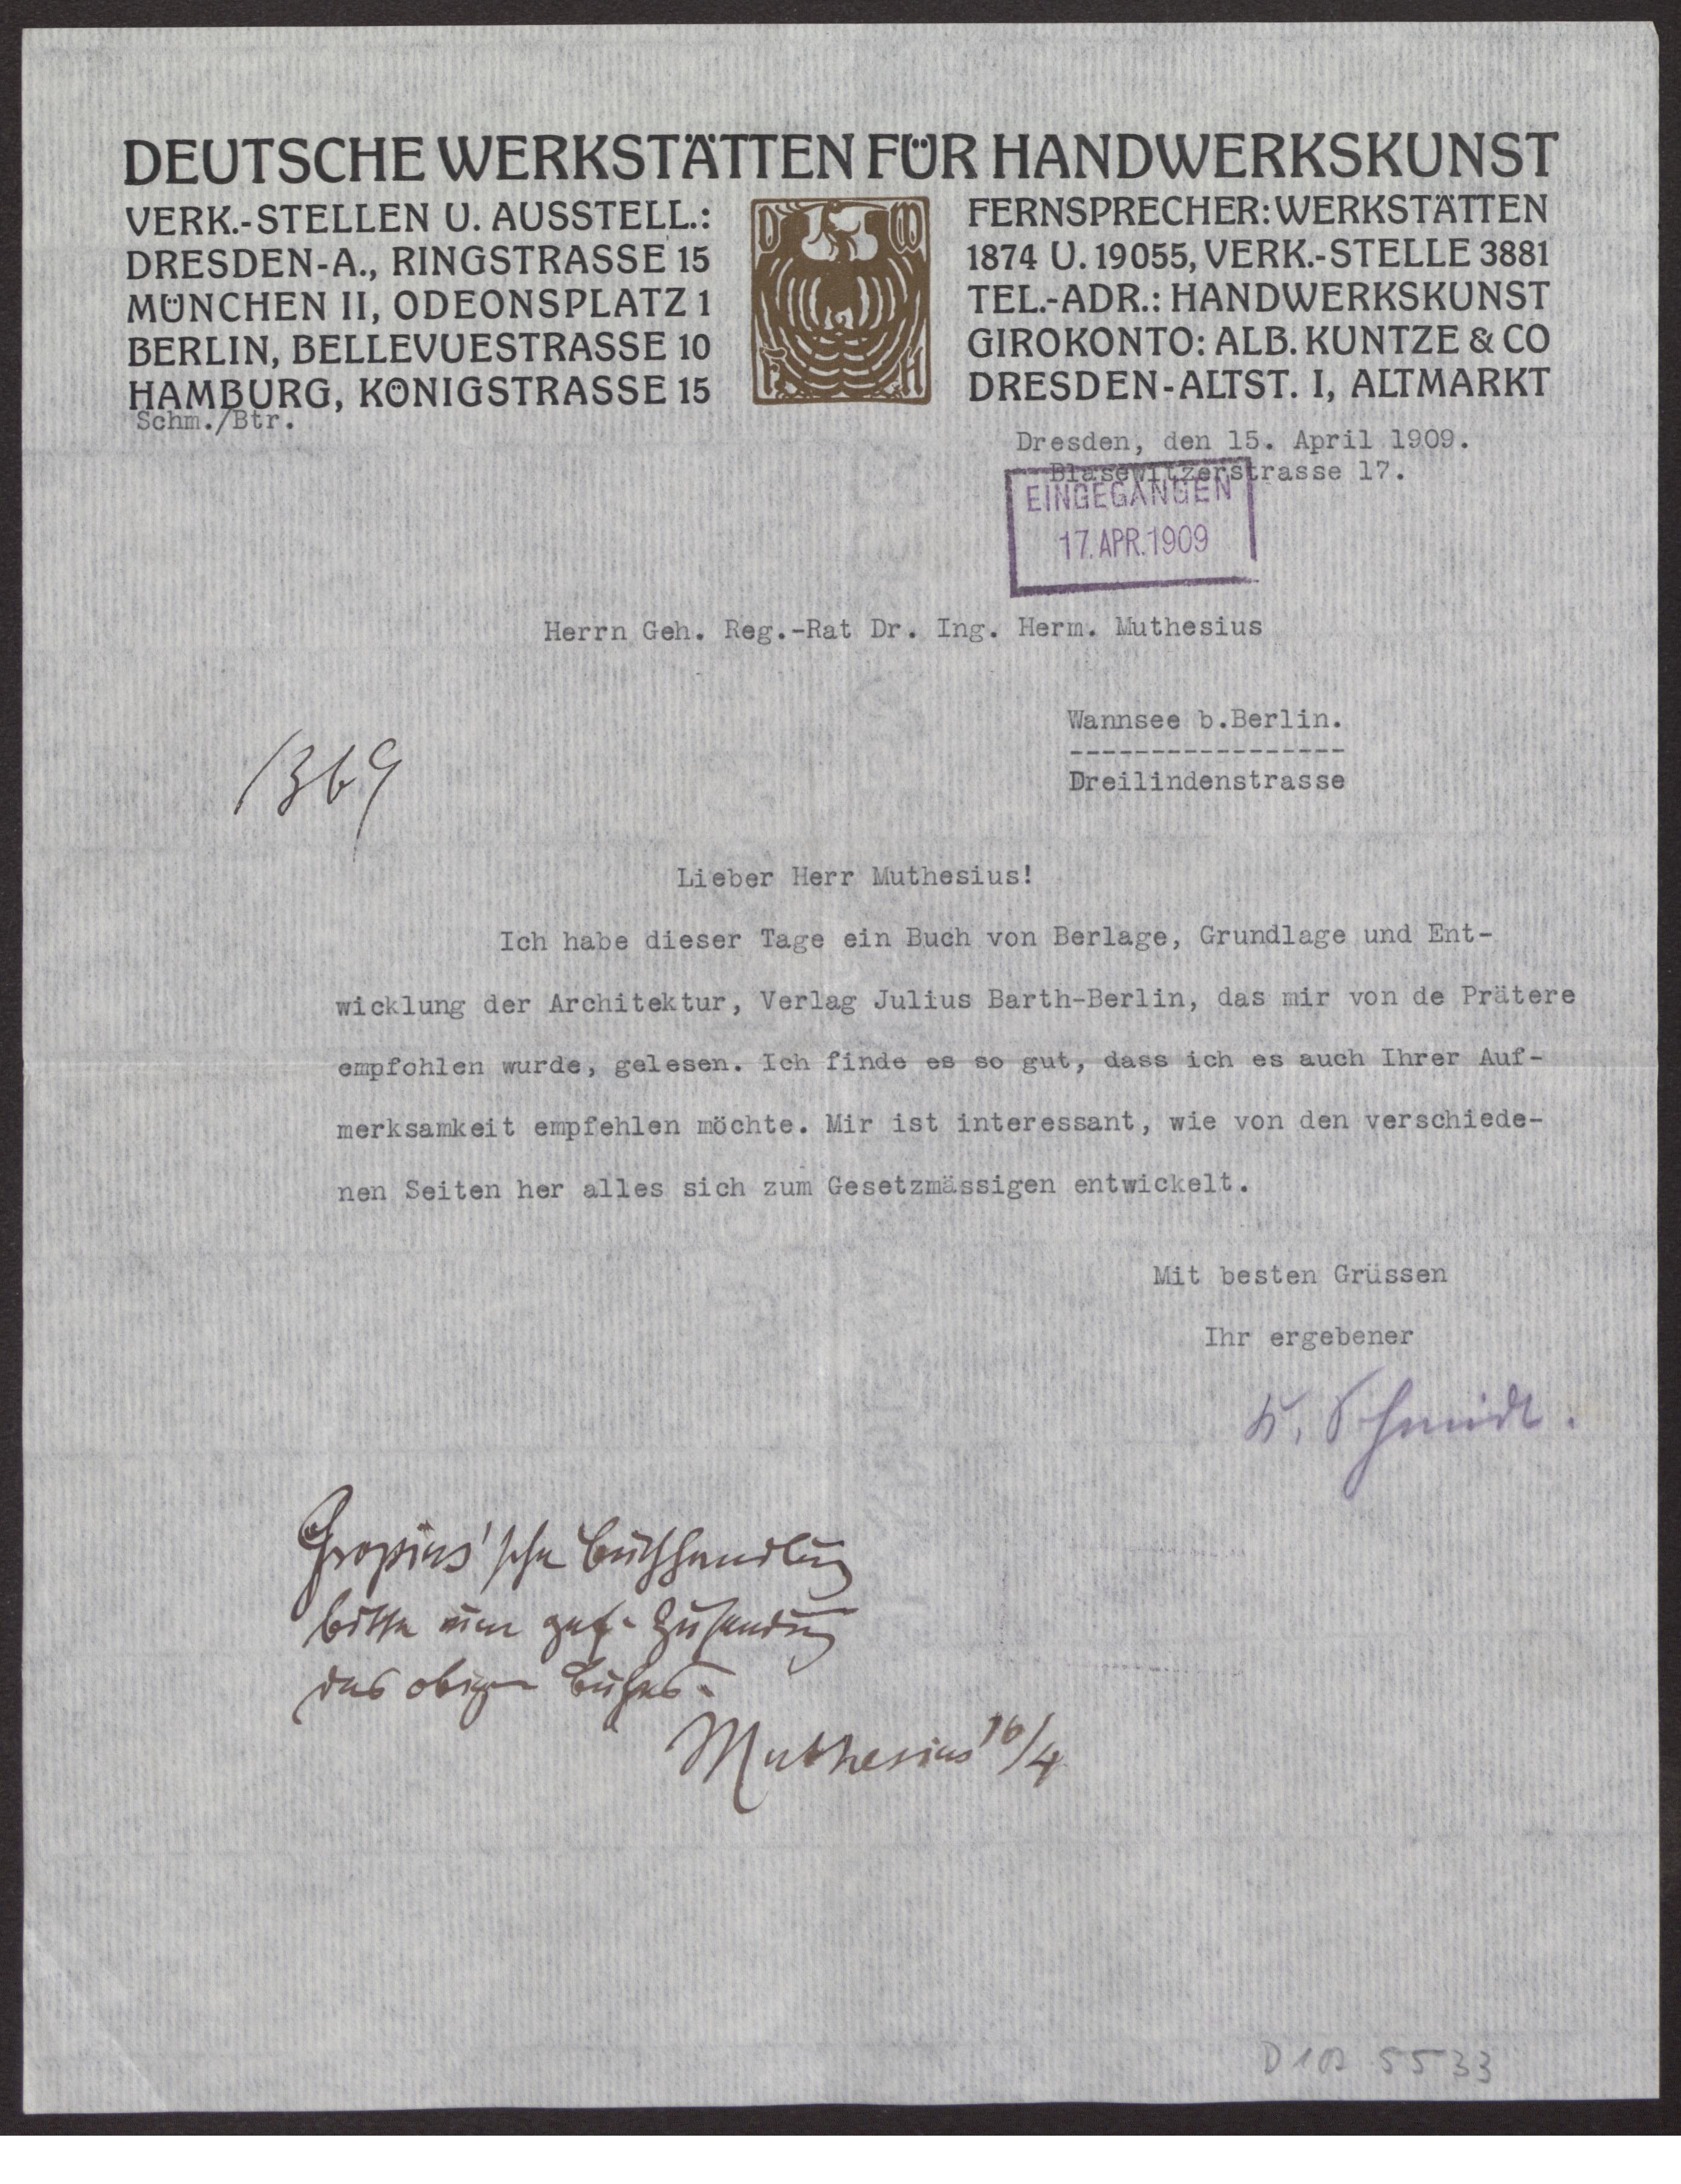 DEUTSCHE WERKSTÄTTEN FÜR HANDWERKSKUNST
VERK.-STELLEN U. AUSSTELL.:
DRESDEN-A., RINGSTRASSE 15
MÜNCHEN II, ODEONSPLATZ 1
BERLIN, BELLEVUESTRASSE 10
HAMBURG, KÖNIGSTRASSE 15
D W
F H
FERNSPRECHER: WERKSTÄTTEN
1874 U. 19055, VERK.-STELLE 3881
TEL.-ADR.: HANDWERKSKUNST
GIROKONTO: ALB. KUNTZE & CO
DRESDEN-ALTST. I, ALTMARKT
Schm./Btr.
Dresden, den 15. April 1909.
Blasewitzerstrasse 17.
EINGEGANGEN
17. APR. 1909
Herrn Geh. Reg.-Rat Dr. Ing. Herm. Muthesius
Wannsee b.Berlin.
-----------------
Dreilindenstrasse
1369
Lieber Herr Muthesius!
Ich habe dieser Tage ein Buch von Berlage, Grundlage und Ent-
wicklung der Architektur, Verlag Julius Barth-Berlin, das mir von de Prätere
empfohlen wurde, gelesen. Ich finde es so gut, dass ich es auch Ihrer Auf-
merksamkeit empfehlen möchte. Mir ist interessant, wie von den verschiede-
nen Seiten her alles sich zum Gesetzmässigen entwickelt.
Mit besten Grüssen
Ihr ergebener
K. Schmidt.
Gropius'sche Buchhandlung
bitte um gef. Zusendung
des obigen Buches.
Muthesius 16/4
D 102 5533